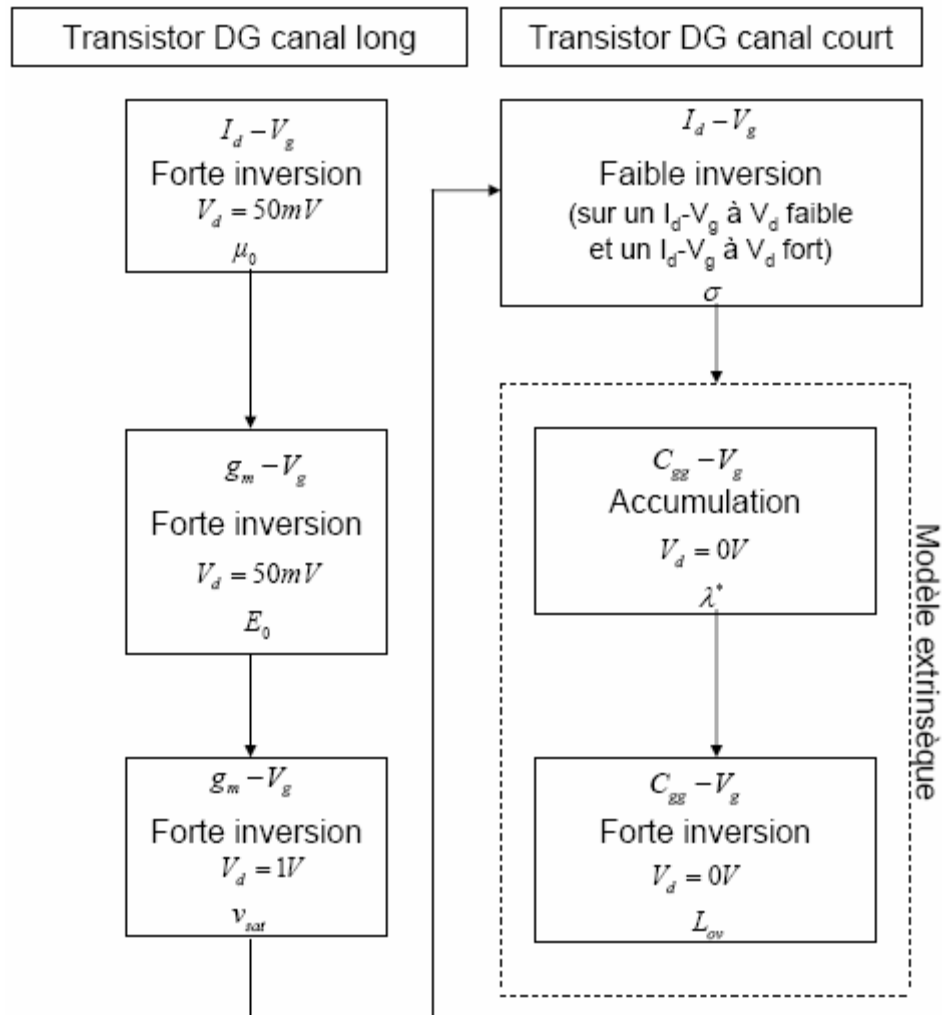 Transistor DG canal long
I_d − V_g
Forte inversion
V_d = 50mV
μ_0
g_m − V_g
Forte inversion
V_d = 50mV
E_0
g_m − V_g
Forte inversion
V_d = 1V
v_sat
Transistor DG canal court
I_d − V_g
Faible inversion
(sur un I_d-V_g à V_d faible
et un I_d-V_g à V_d fort)
σ
C_gg − V_g
Accumulation
V_d = 0V
λ*
C_gg − V_g
Forte inversion
V_d = 0V
L_ov
Modèle extrinsèque